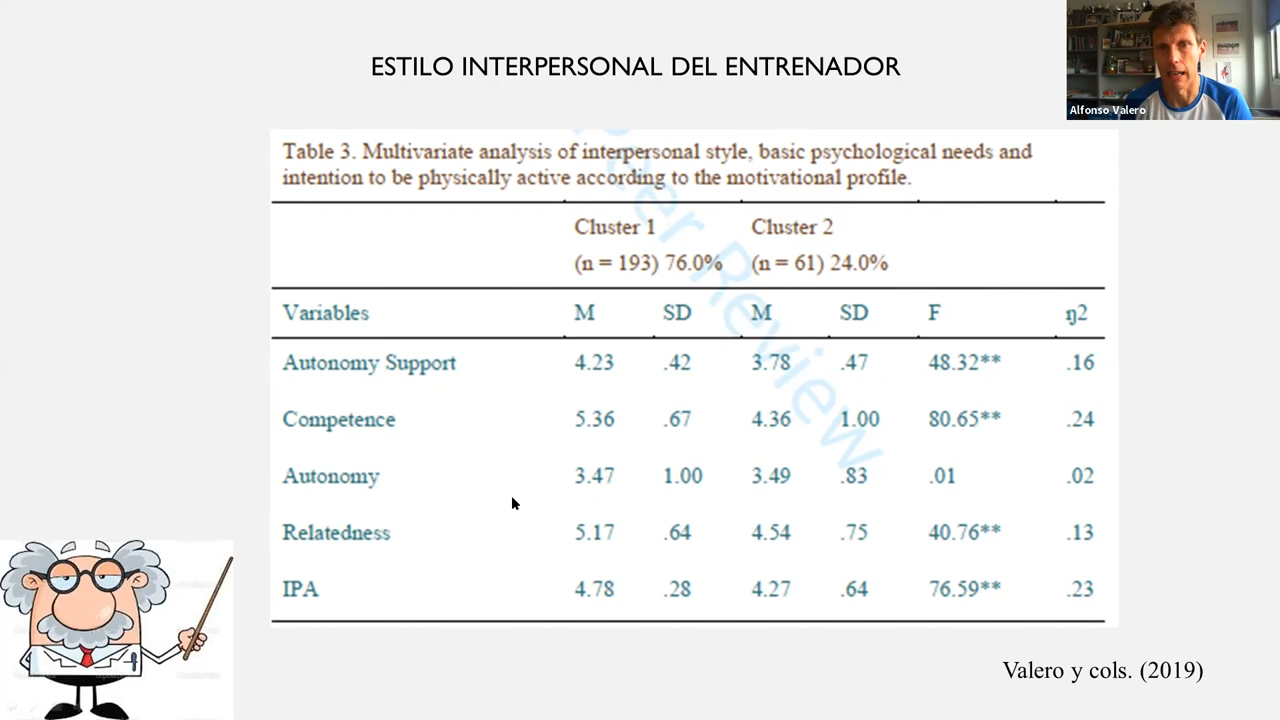 ESTILO INTERPERSONAL DEL ENTRENADOR
Alfonso Valero
Table 3. Multivariate analysis of interpersonal style, basic psychological needs and
intention to be physically active according to the motivational profile.
Cluster 1 Cluster 2
(n = 193) 76.0% (n = 61) 24.0%
Variables M SD M SD F η2
Autonomy Support 4.23 .42 3.78 .47 48.32** .16
Competence 5.36 .67 4.36 1.00 80.65** .24
Autonomy 3.47 1.00 3.49 .83 .01 .02
Relatedness 5.17 .64 4.54 .75 40.76** .13
IPA 4.78 .28 4.27 .64 76.59** .23
Peer Review
Valero y cols. (2019)